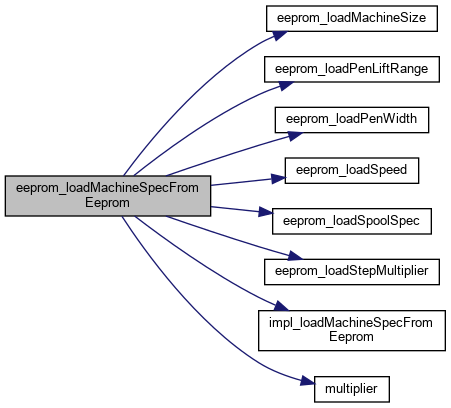 eeprom_loadMachineSize
eeprom_loadPenLiftRange
eeprom_loadPenWidth
eeprom_loadSpeed
eeprom_loadMachineSpecFrom
Eeprom
eeprom_loadSpoolSpec
eeprom_loadStepMultiplier
impl_loadMachineSpecFrom
Eeprom
multiplier